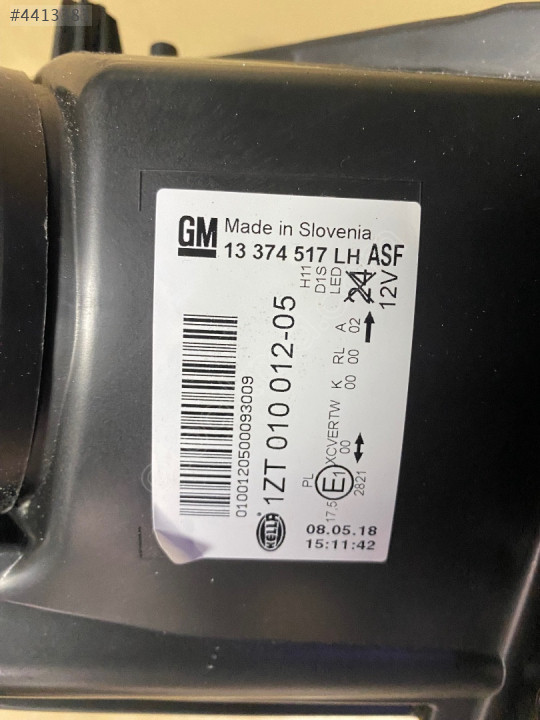 GM Made in Slovenia
13 374 517 LH ASF
H11
D1S
LED 24
12V
1ZT 010 012-05
0100120500093009
A
02
K RL
00 00
PL
E1 XCVERTW
17.5 00
2821
HELLA
08.05.18
15:11:42